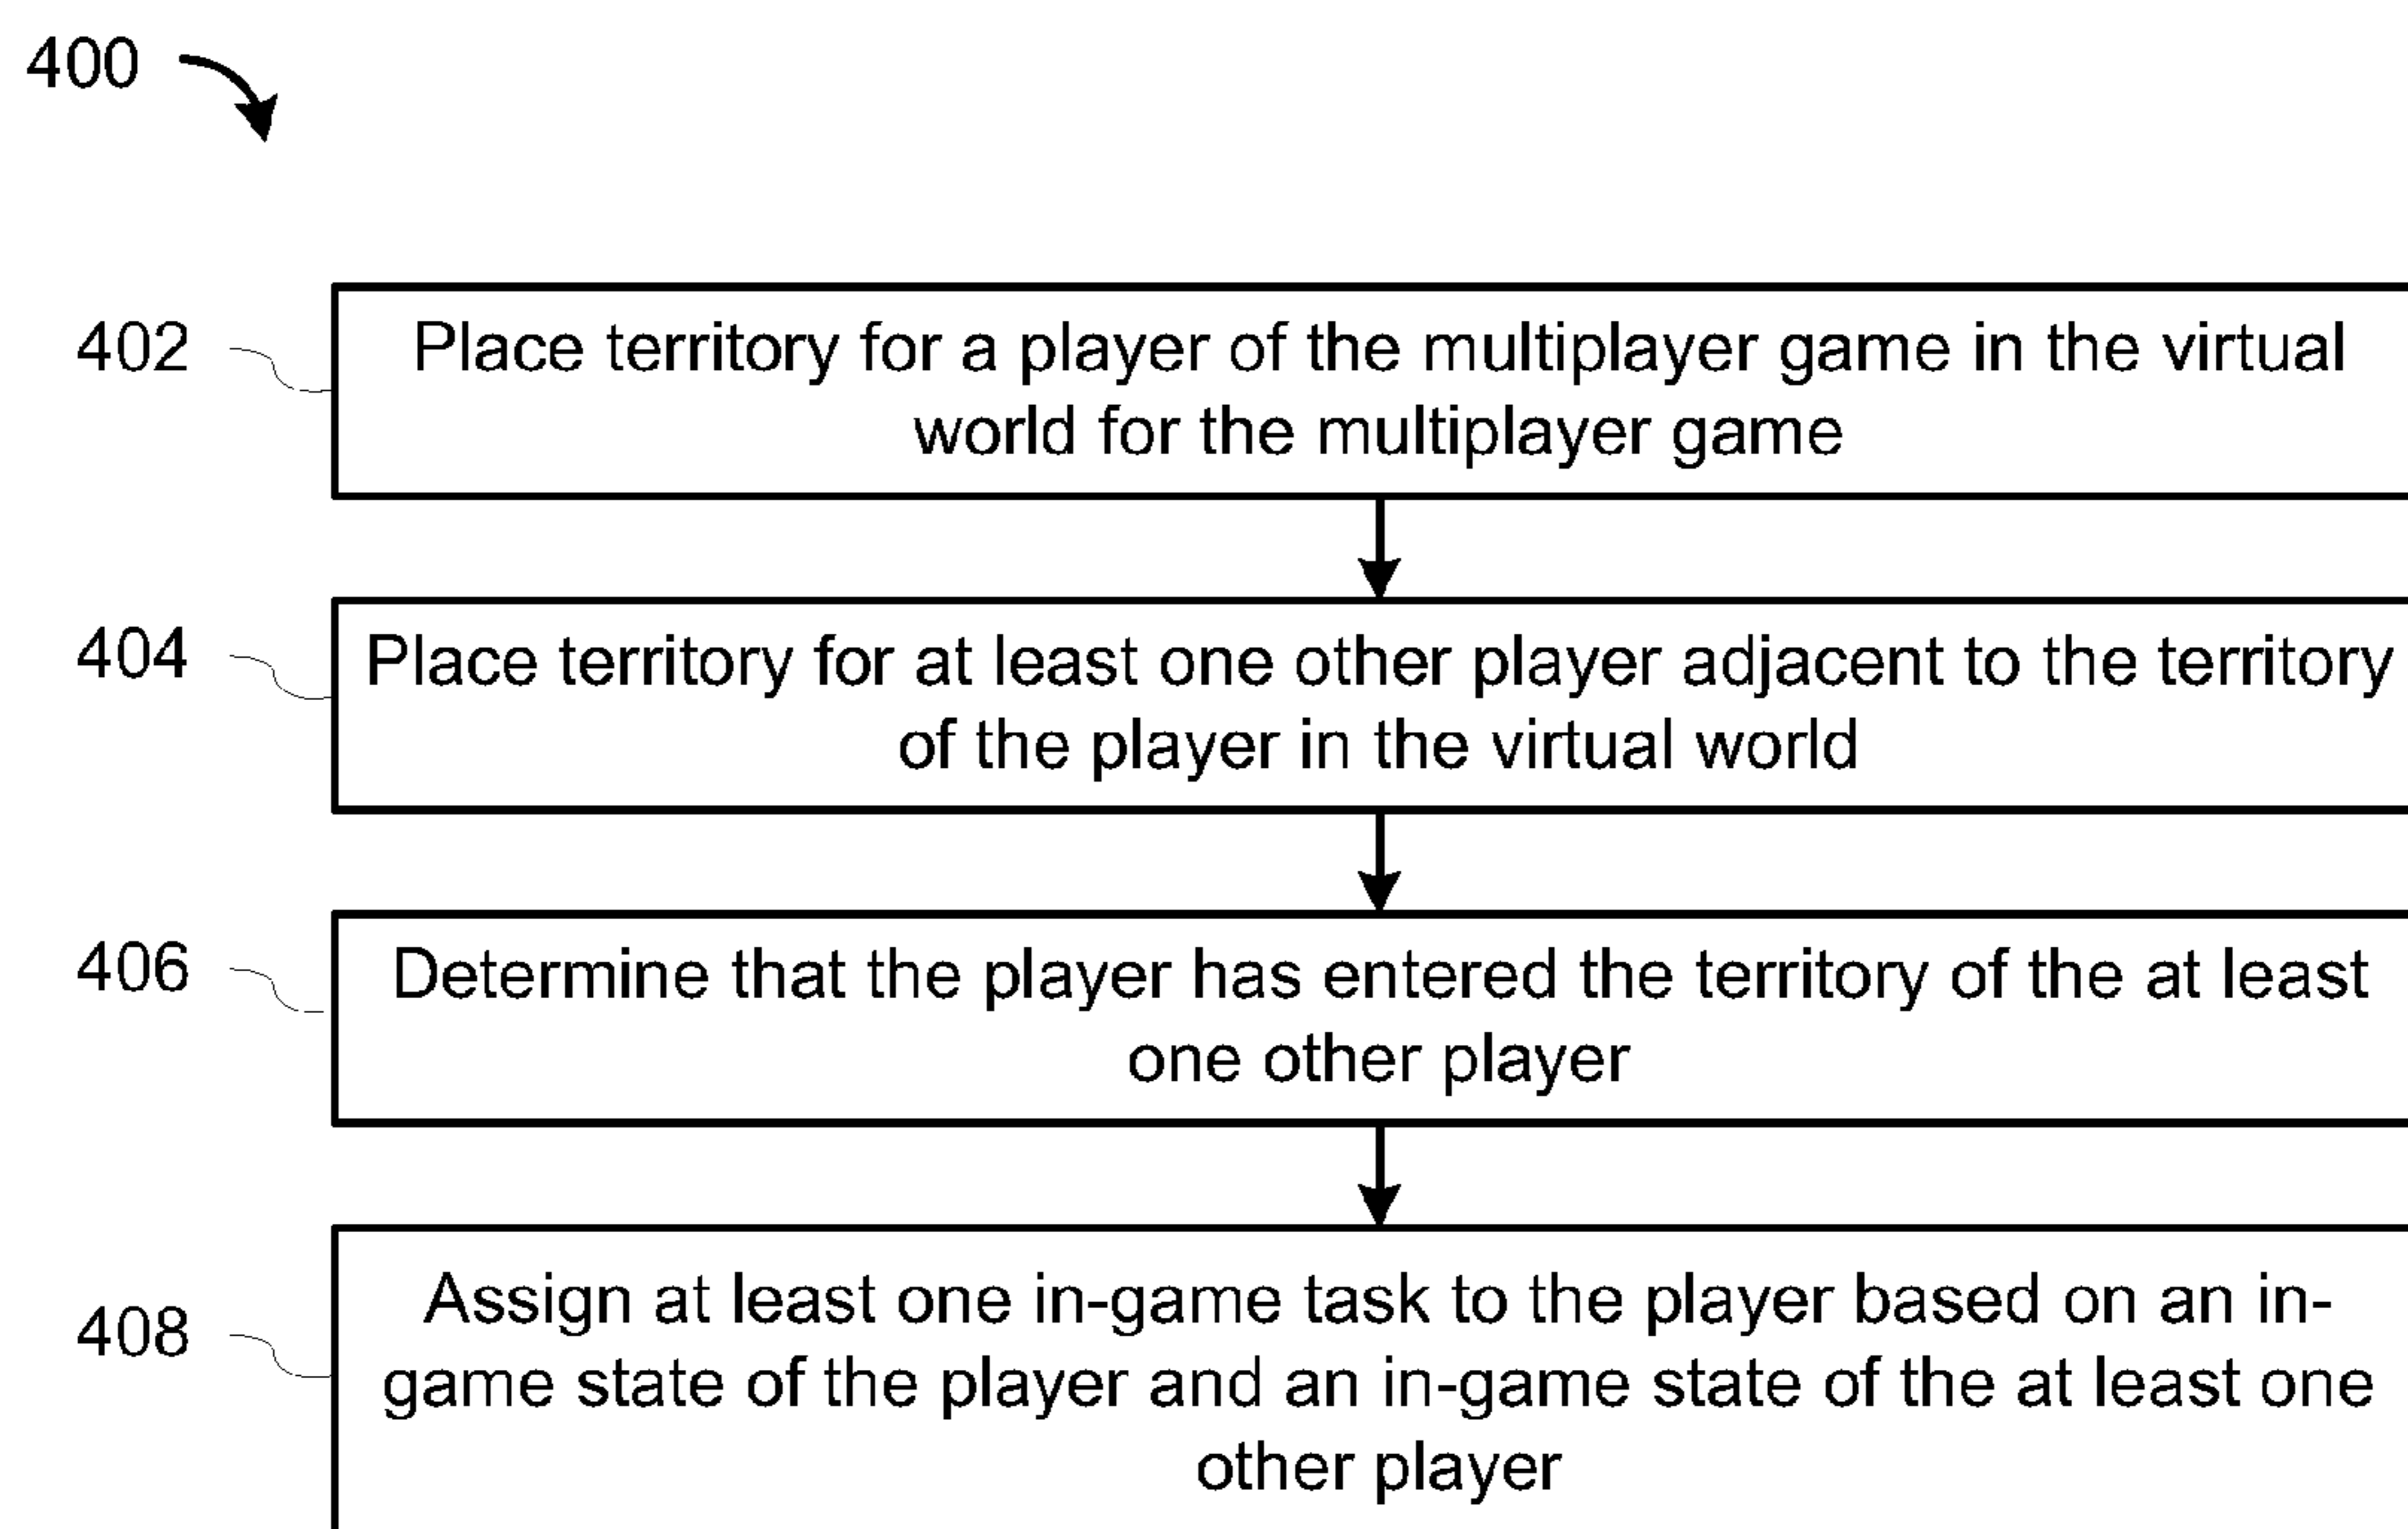 400
402
Place territory for a player of the multiplayer game in the virtual
world for the multiplayer game
404
Place territory for at least one other player adjacent to the territory
of the player in the virtual world
406
Determine that the player has entered the territory of the at least
one other player
408
Assign at least one in-game task to the player based on an in-
game state of the player and an in-game state of the at least one
other player